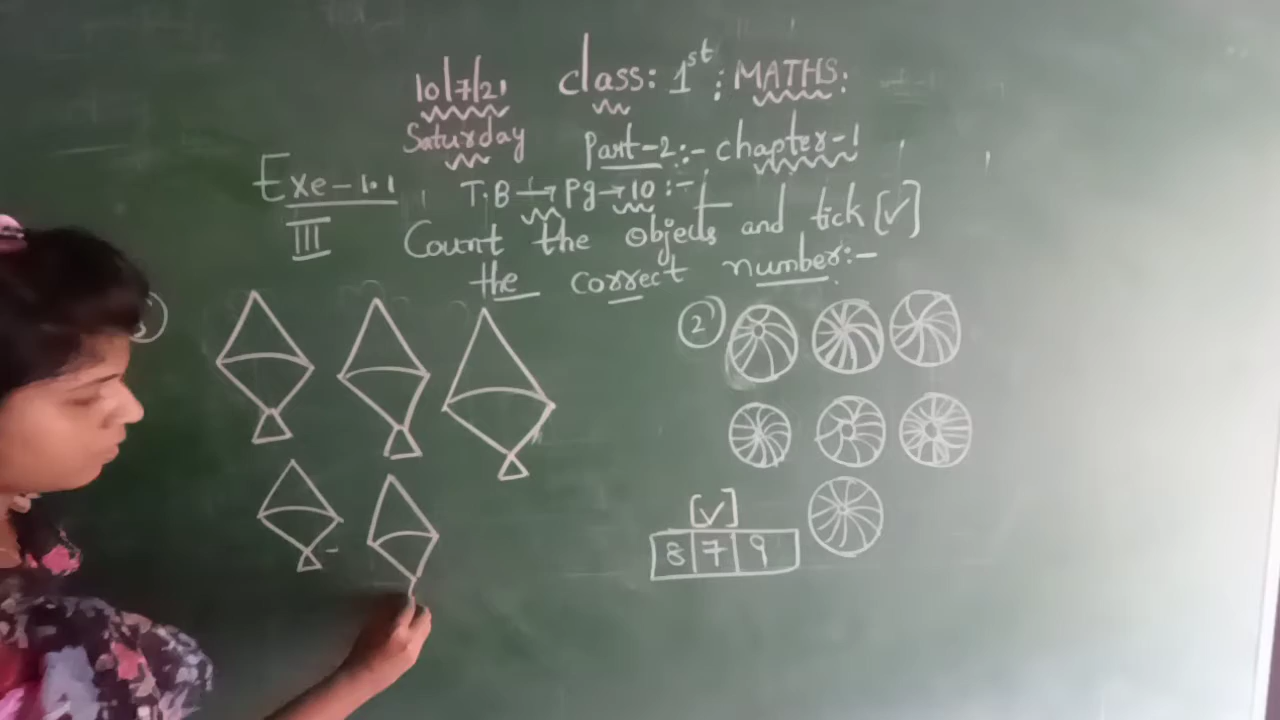 10/7/21 Class: 1st : MATHS:
Saturday Part-2:- chapter-1
Exe-1.1 T.B → Pg → 10 :-
III Count the objects and tick [✓]
the correct number:-
3
2
[✓]
8 7 9